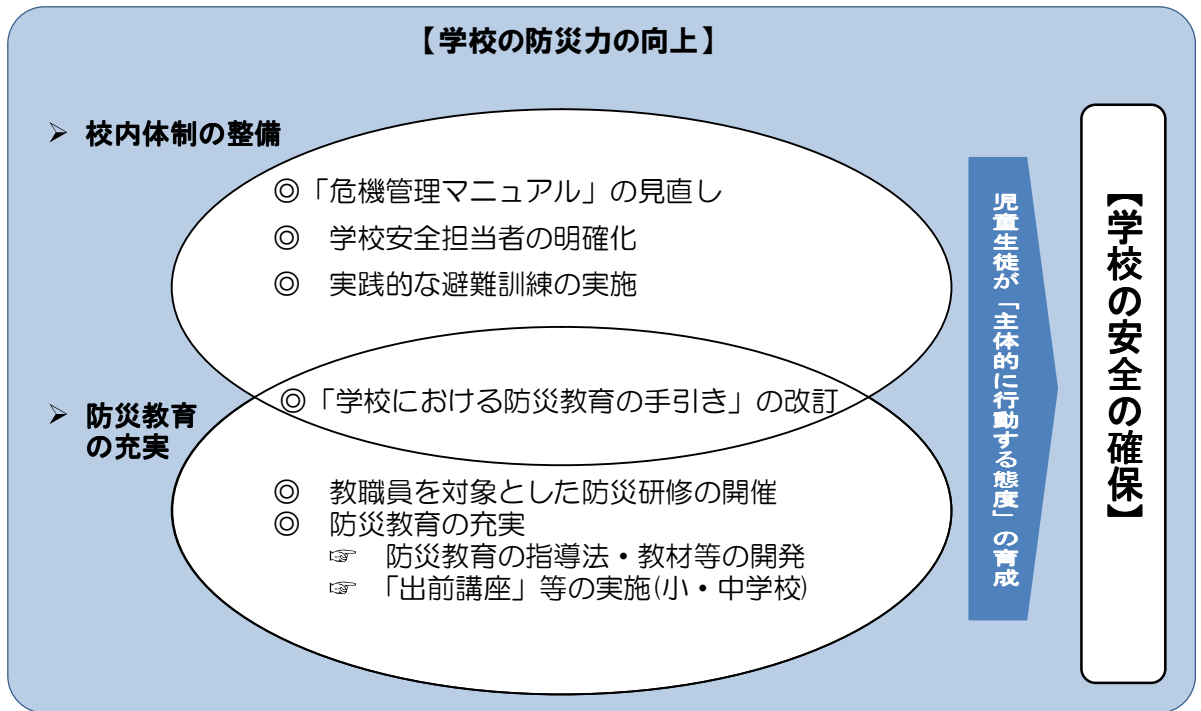 【学校の防災力の向上】
➢ 校内体制の整備
◎「危機管理マニュアル」の見直し
◎ 学校安全担当者の明確化
◎ 実践的な避難訓練の実施
◎「学校における防災教育の手引き」の改訂
➢ 防災教育
の充実
◎ 教職員を対象とした防災研修の開催
◎ 防災教育の充実
☞ 防災教育の指導法・教材等の開発
☞ 「出前講座」等の実施(小・中学校)
児童生徒が「主体的に行動する態度」の育成
【学校の安全の確保】